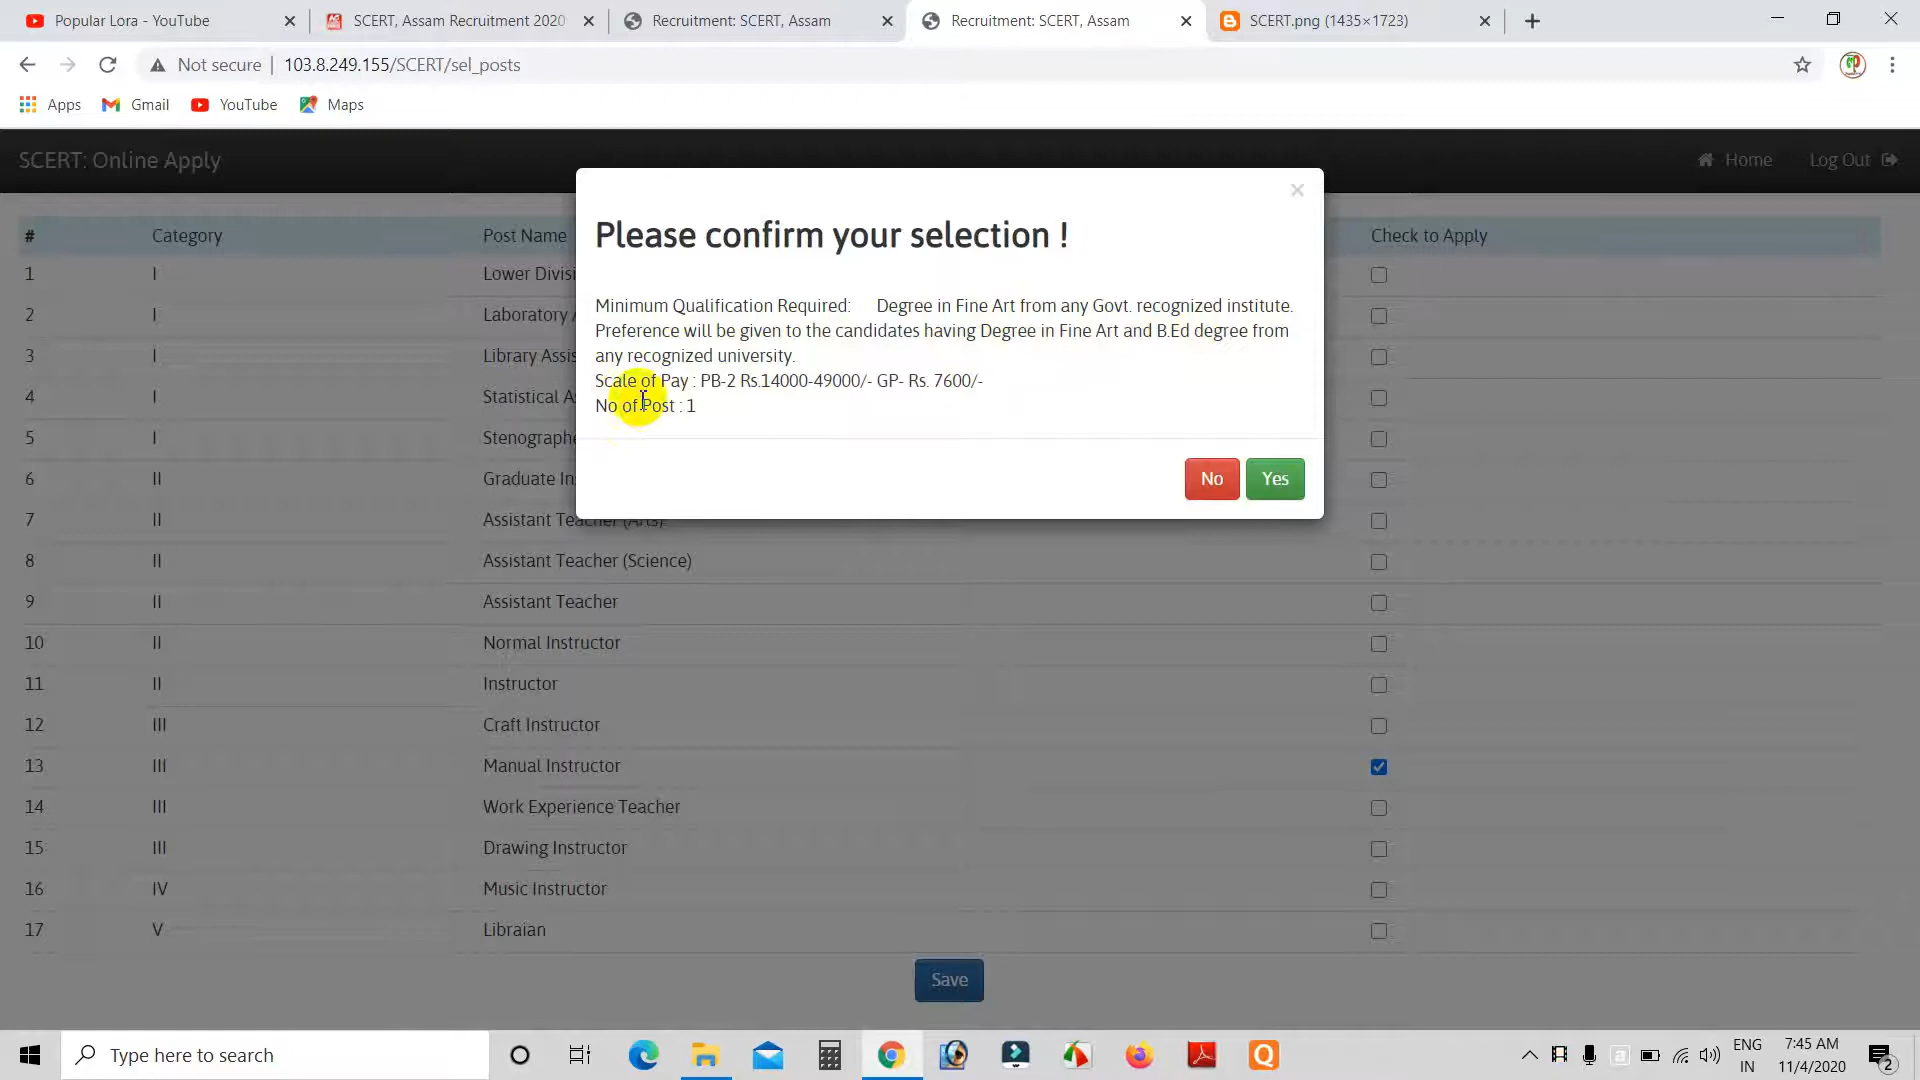 Popular Lora - YouTube
SCERT, Assam Recruitment 2020
Recruitment: SCERT, Assam
Recruitment: SCERT, Assam
SCERT.png (1435×1723)
Not secure
103.8.249.155/SCERT/sel_posts
Apps
Gmail
YouTube
Maps
SCERT: Online Apply
Home
Log Out
Please confirm your selection !
Minimum Qualification Required: Degree in Fine Art from any Govt. recognized institute.
Preference will be given to the candidates having Degree in Fine Art and B.Ed degree from
any recognized university.
Scale of Pay : PB-2 Rs.14000-49000/- GP- Rs. 7600/-
No of Post : 1
No
Yes
# Category Post Name Check to Apply
1 I Lower Divisi
2 I Laboratory
3 I Library Assis
4 I Statistical A
5 I Stenographe
6 II Graduate In
7 II Assistant Teacher (Arts)
8 II Assistant Teacher (Science)
9 II Assistant Teacher
10 II Normal Instructor
11 II Instructor
12 III Craft Instructor
13 III Manual Instructor
14 III Work Experience Teacher
15 III Drawing Instructor
16 IV Music Instructor
17 V Libraian
Save
Type here to search
ENG
IN
7:45 AM
11/4/2020
2